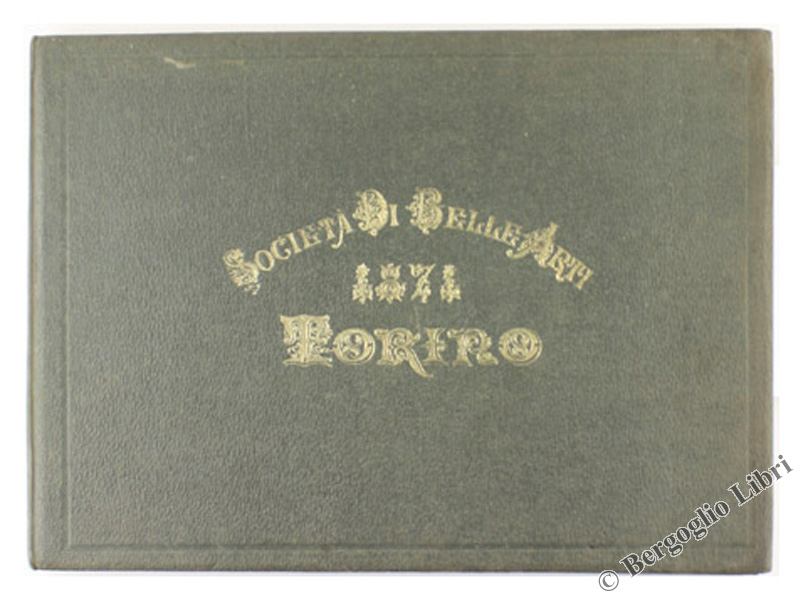 SOCIETÀ DI BELLE ARTI
1871
TORINO
© Bergoglio Libri